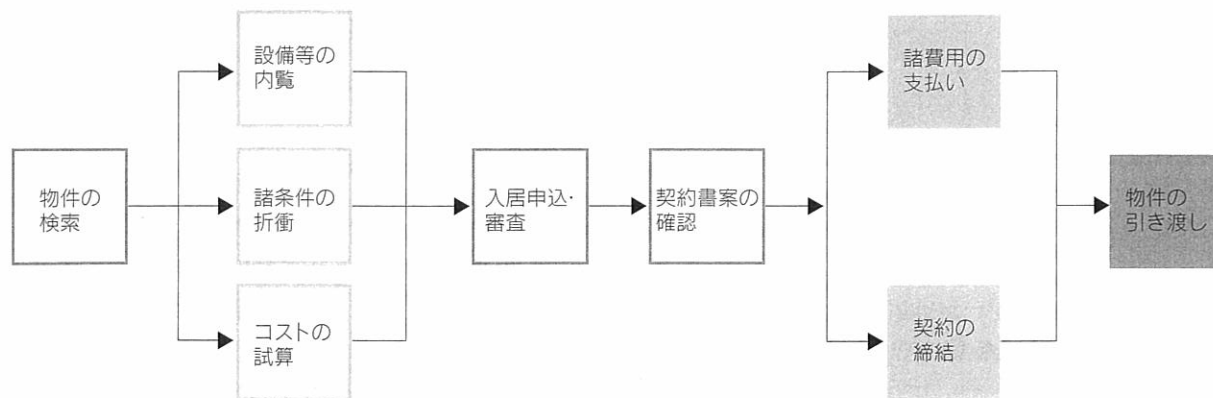 物件の
検索
設備等の
内覧
諸条件の
折衝
コストの
試算
入居申込・
審査
契約書案の
確認
諸費用の
支払い
契約の
締結
物件の
引き渡し